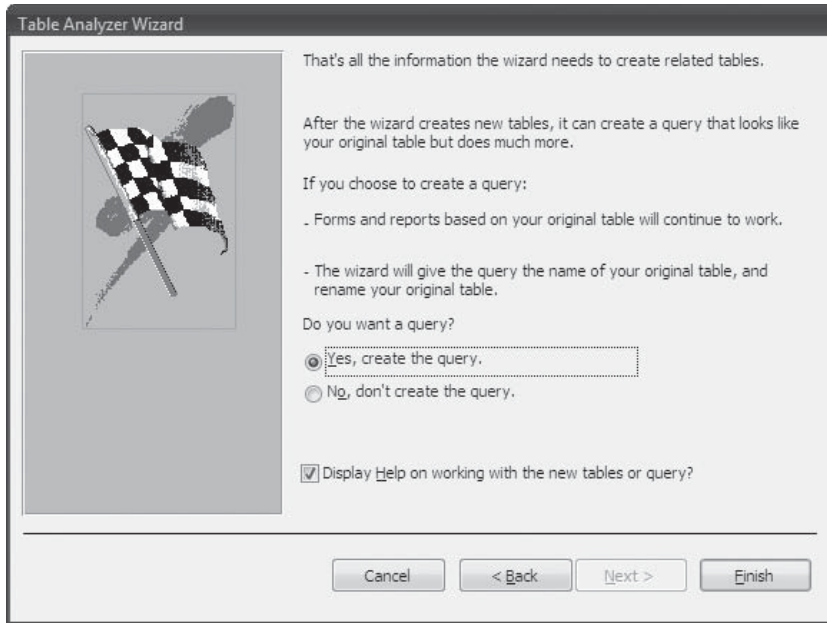 Table Analyzer Wizard
That's all the information the wizard needs to create related tables.
After the wizard creates new tables, it can create a query that looks like
your original table but does much more.
If you choose to create a query:
- Forms and reports based on your original table will continue to work.
- The wizard will give the query the name of your original table, and
rename your original table.
Do you want a query?
Yes, create the query.
No, don't create the query.
Display Help on working with the new tables or query?
Cancel
< Back
Next >
Finish